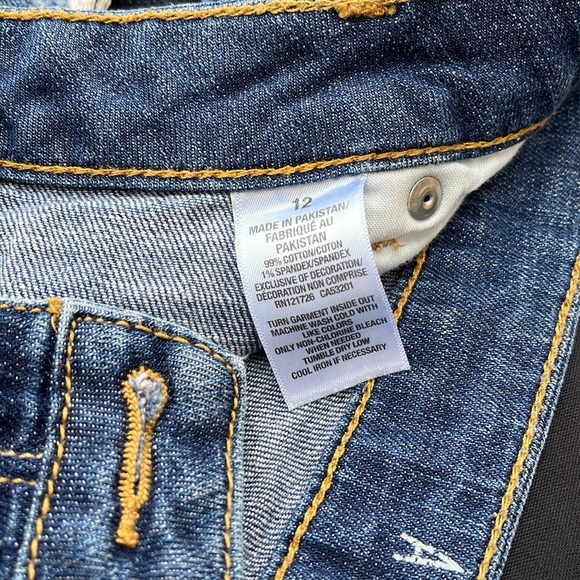 12
MADE IN PAKISTAN/
FABRIQUÉ AU
PAKISTAN
99% COTTON/COTON
1% SPANDEX/SPANDEX
EXCLUSIVE OF DECORATION/
DÉCORATION NON COMPRISE
RN121726 CA53201
TURN GARMENT INSIDE OUT
MACHINE WASH COLD WITH
LIKE COLORS
ONLY NON-CHLORINE BLEACH
WHEN NEEDED
TUMBLE DRY LOW
COOL IRON IF NECESSARY